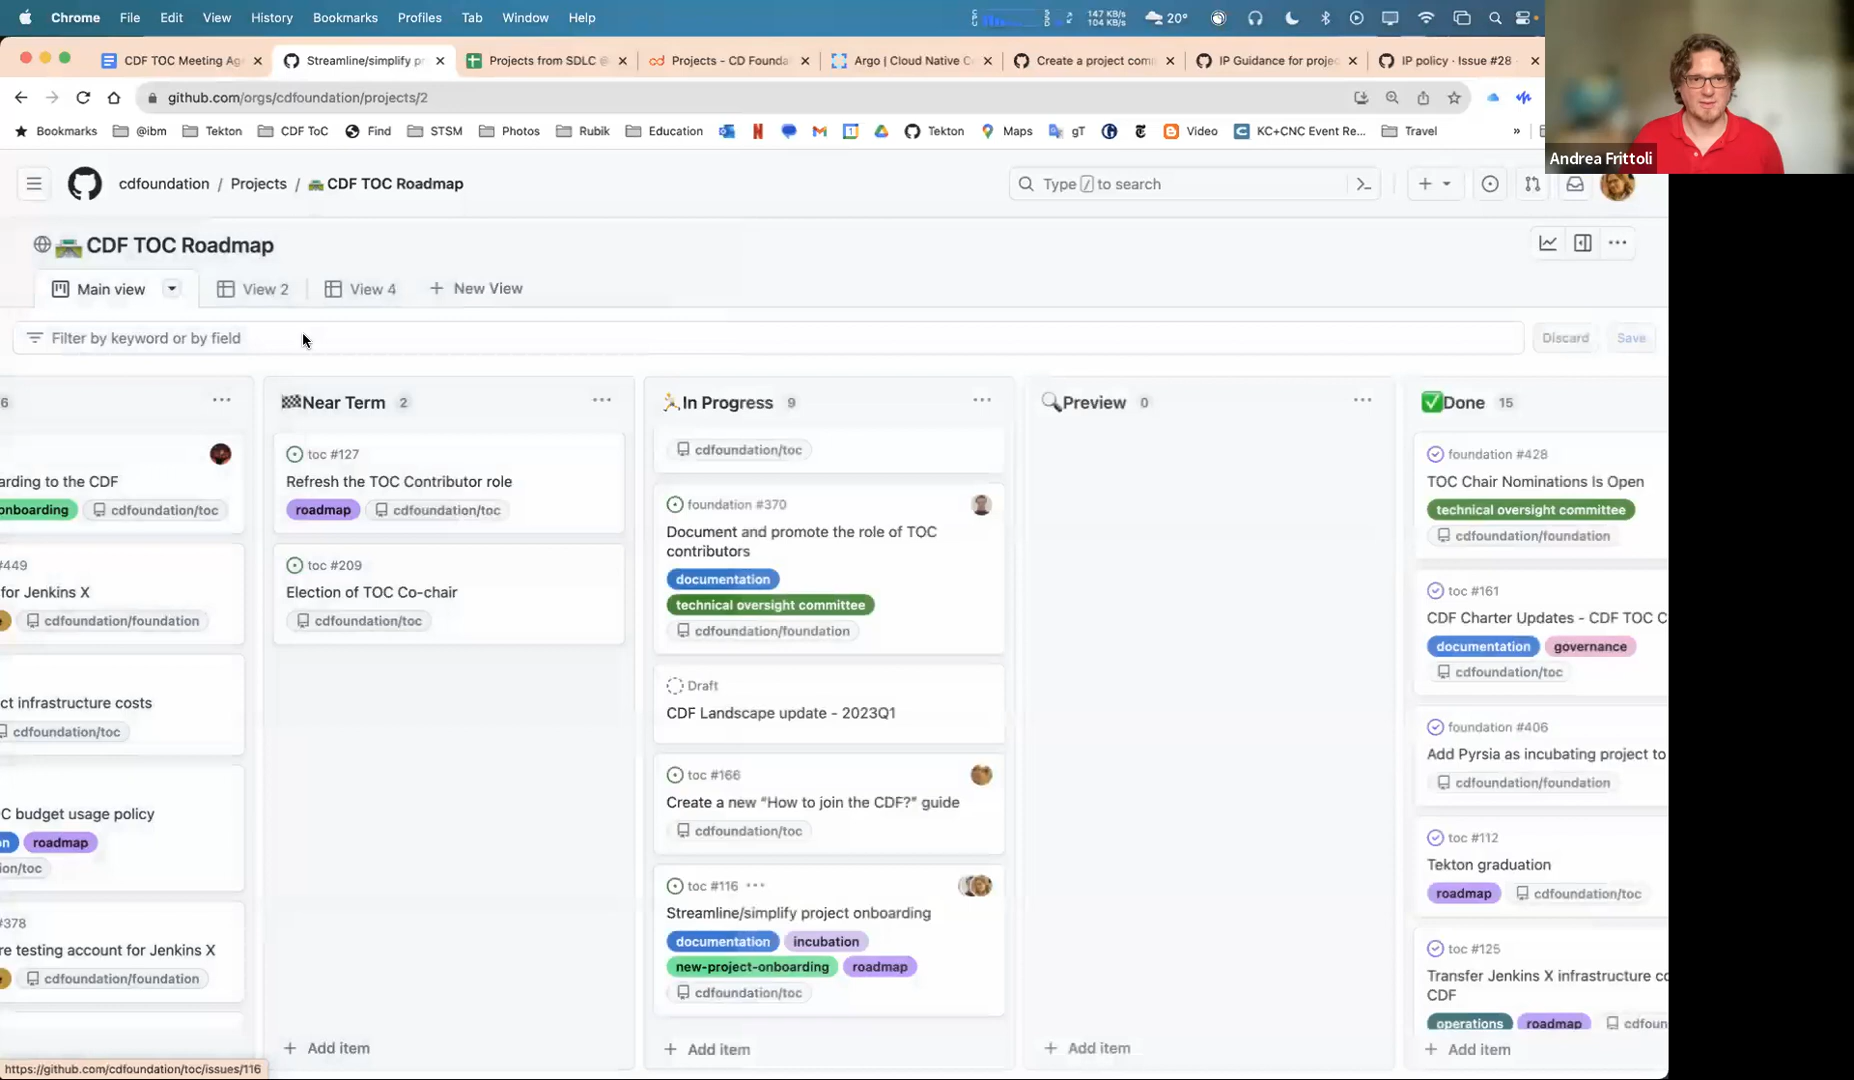 Chrome File Edit View History Bookmarks Profiles Tab Window Help 147 KB/s 104 KB/s 20°
CDF TOC Meeting Ag Streamline/simplify pr Projects from SDLC @ Projects - CD Founda Argo | Cloud Native C Create a project com IP Guidance for proje IP policy · Issue #28
github.com/orgs/cdfoundation/projects/2
Bookmarks @ibm Tekton CDF ToC Find STSM Photos Rubik Education Tekton Maps gT Video KC+CNC Event Re... Travel »
Andrea Frittoli
cdfoundation / Projects / CDF TOC Roadmap
Type / to search
CDF TOC Roadmap
Main view View 2 View 4 + New View
Filter by keyword or by field
Discard Save
6
arding to the CDF
onboarding cdfoundation/toc
#449
for Jenkins X
cdfoundation/foundation
ct infrastructure costs
cdfoundation/toc
C budget usage policy
on roadmap
ion/toc
#378
re testing account for Jenkins X
cdfoundation/foundation
Near Term 2
toc #127
Refresh the TOC Contributor role
roadmap cdfoundation/toc
toc #209
Election of TOC Co-chair
cdfoundation/toc
+ Add item
In Progress 9
cdfoundation/toc
foundation #370
Document and promote the role of TOC
contributors
documentation
technical oversight committee
cdfoundation/foundation
Draft
CDF Landscape update - 2023Q1
toc #166
Create a new “How to join the CDF?” guide
cdfoundation/toc
toc #116 ...
Streamline/simplify project onboarding
documentation incubation
new-project-onboarding roadmap
cdfoundation/toc
+ Add item
Preview 0
+ Add item
Done 15
foundation #428
TOC Chair Nominations Is Open
technical oversight committee
cdfoundation/foundation
toc #161
CDF Charter Updates - CDF TOC C
documentation governance
cdfoundation/toc
foundation #406
Add Pyrsia as incubating project to
cdfoundation/foundation
toc #112
Tekton graduation
roadmap cdfoundation/toc
toc #125
Transfer Jenkins X infrastructure co
CDF
operations roadmap cdfoun
+ Add item
https://github.com/cdfoundation/toc/issues/116